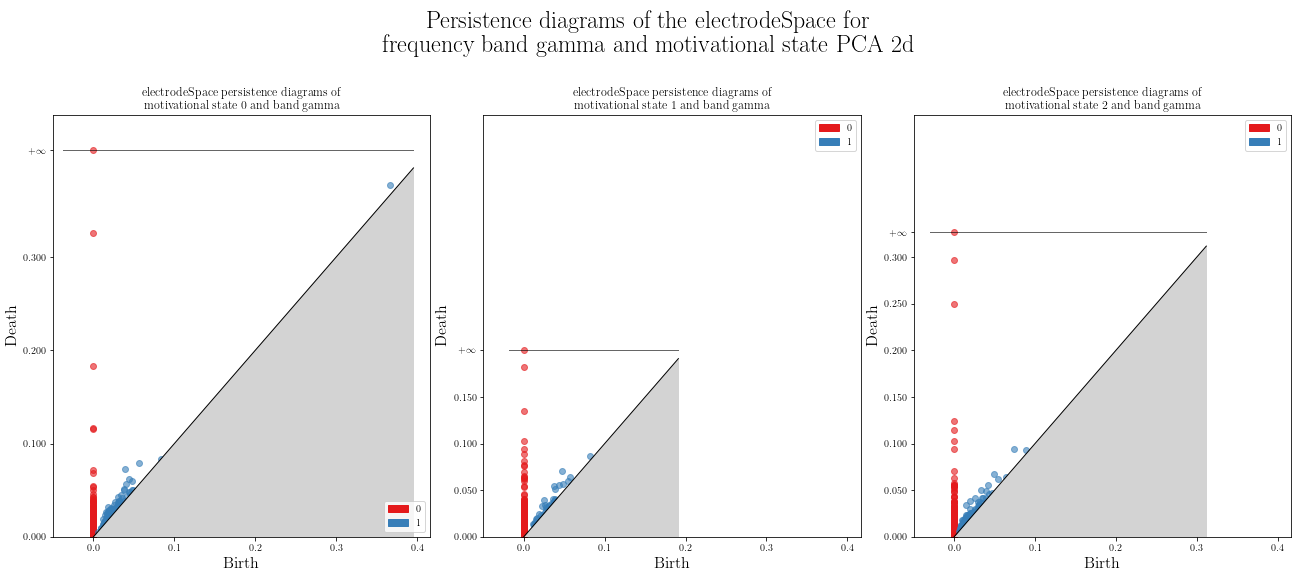 Persistence diagrams of the electrodeSpace for
frequency band gamma and motivational state PCA 2d
electrodeSpace persistence diagrams of
motivational state 0 and band gamma
+∞
0.300
0.200
0.100
0.000
Death
0.0 0.1 0.2 0.3 0.4
Birth
0
1
electrodeSpace persistence diagrams of
motivational state 1 and band gamma
0
1
+∞
0.150
0.100
0.050
0.000
Death
0.0 0.1 0.2 0.3 0.4
Birth
electrodeSpace persistence diagrams of
motivational state 2 and band gamma
0
1
+∞
0.300
0.250
0.200
0.150
0.100
0.050
0.000
Death
0.0 0.1 0.2 0.3 0.4
Birth